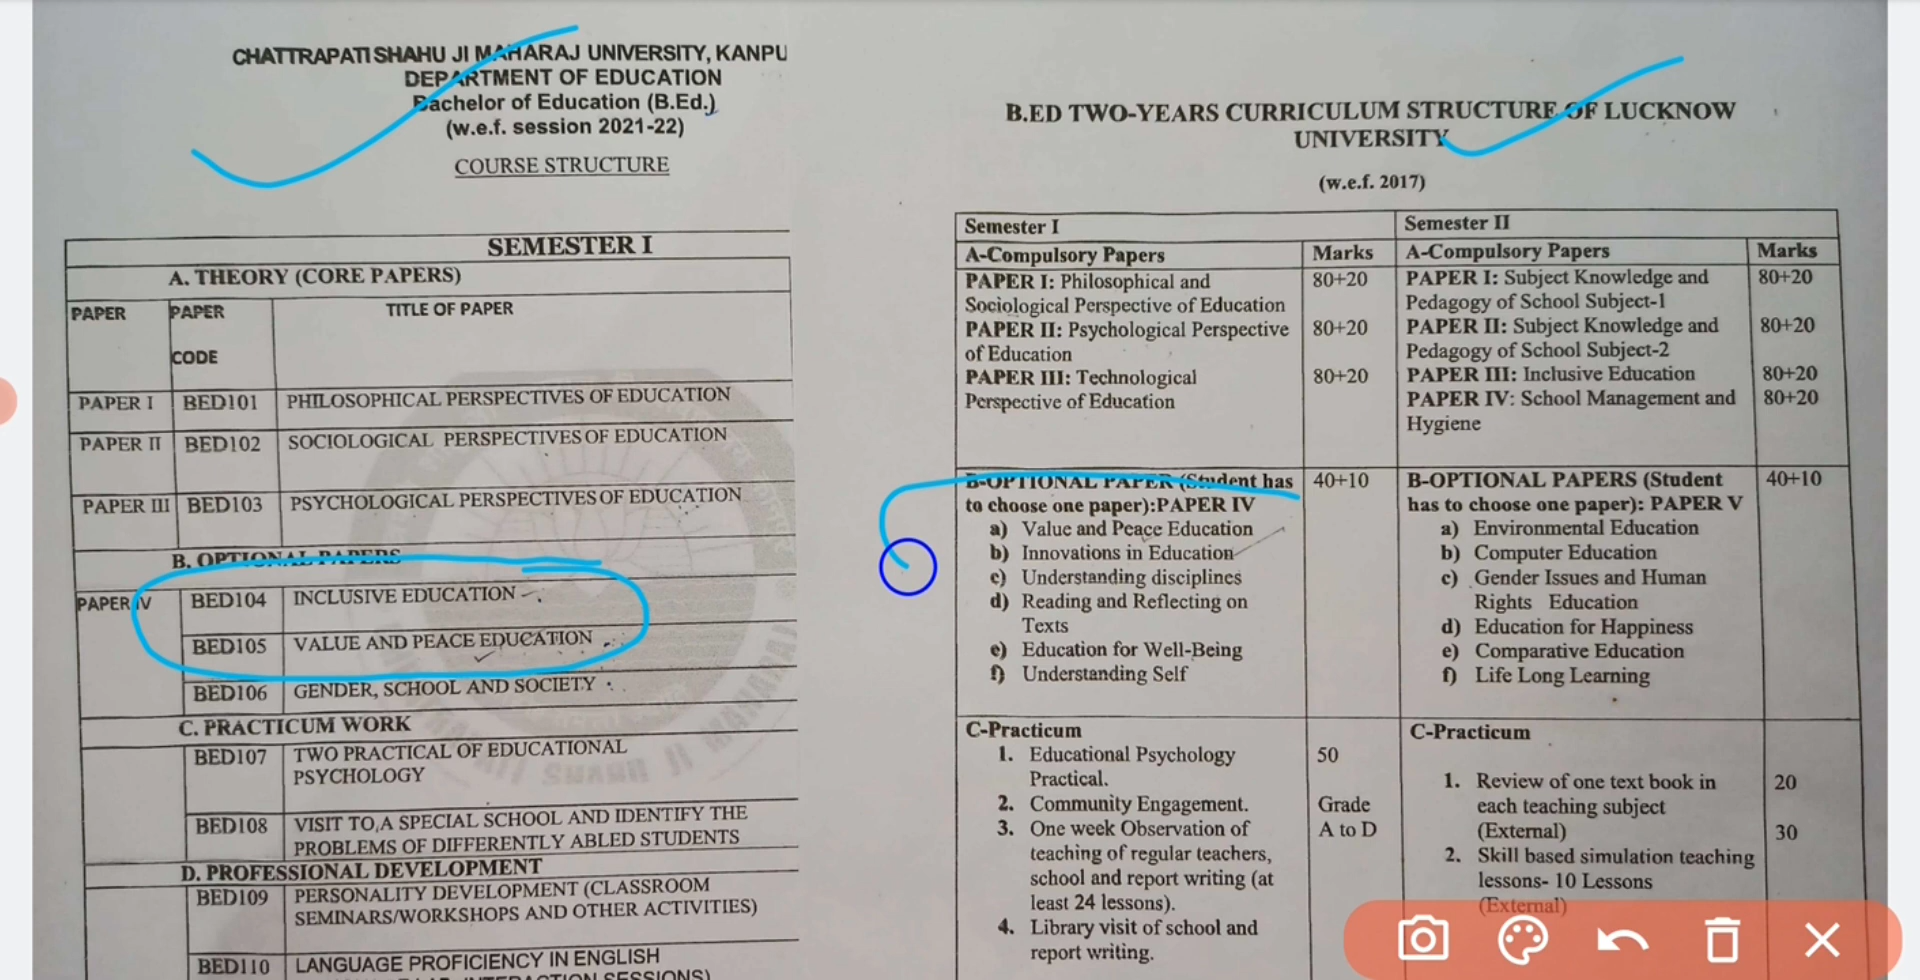 CHATTRAPATI SHAHU JI MAHARAJ UNIVERSITY, KANPU
DEPARTMENT OF EDUCATION
Bachelor of Education (B.Ed.)
(w.e.f. session 2021-22)
COURSE STRUCTURE
SEMESTER I
A. THEORY (CORE PAPERS)
PAPER PAPER CODE TITLE OF PAPER
PAPER I BED101 PHILOSOPHICAL PERSPECTIVES OF EDUCATION
PAPER II BED102 SOCIOLOGICAL PERSPECTIVES OF EDUCATION
PAPER III BED103 PSYCHOLOGICAL PERSPECTIVES OF EDUCATION
B. OPTIONAL PAPERS
PAPER IV BED104 INCLUSIVE EDUCATION
BED105 VALUE AND PEACE EDUCATION
BED106 GENDER, SCHOOL AND SOCIETY
C. PRACTICUM WORK
BED107 TWO PRACTICAL OF EDUCATIONAL
PSYCHOLOGY
BED108 VISIT TO A SPECIAL SCHOOL AND IDENTIFY THE
PROBLEMS OF DIFFERENTLY ABLED STUDENTS
D. PROFESSIONAL DEVELOPMENT
BED109 PERSONALITY DEVELOPMENT (CLASSROOM
SEMINARS/WORKSHOPS AND OTHER ACTIVITIES)
BED110 LANGUAGE PROFICIENCY IN ENGLISH
SESSIONS)
B.ED TWO-YEARS CURRICULUM STRUCTURE OF LUCKNOW
UNIVERSITY
(w.e.f. 2017)
Semester I
A-Compulsory Papers Marks
PAPER I: Philosophical and 80+20
Sociological Perspective of Education
PAPER II: Psychological Perspective 80+20
of Education
PAPER III: Technological 80+20
Perspective of Education
B-OPTIONAL PAPER (Student has 40+10
to choose one paper):PAPER IV
a) Value and Peace Education
b) Innovations in Education
c) Understanding disciplines
d) Reading and Reflecting on
Texts
e) Education for Well-Being
f) Understanding Self
C-Practicum
1. Educational Psychology 50
Practical.
2. Community Engagement. Grade
3. One week Observation of A to D
teaching of regular teachers,
school and report writing (at
least 24 lessons).
4. Library visit of school and
report writing.
Semester II
A-Compulsory Papers Marks
PAPER I: Subject Knowledge and 80+20
Pedagogy of School Subject-1
PAPER II: Subject Knowledge and 80+20
Pedagogy of School Subject-2
PAPER III: Inclusive Education 80+20
PAPER IV: School Management and 80+20
Hygiene
B-OPTIONAL PAPERS (Student 40+10
has to choose one paper): PAPER V
a) Environmental Education
b) Computer Education
c) Gender Issues and Human
Rights Education
d) Education for Happiness
e) Comparative Education
f) Life Long Learning
C-Practicum
1. Review of one text book in 20
each teaching subject
(External) 30
2. Skill based simulation teaching
lessons- 10 Lessons
(External)